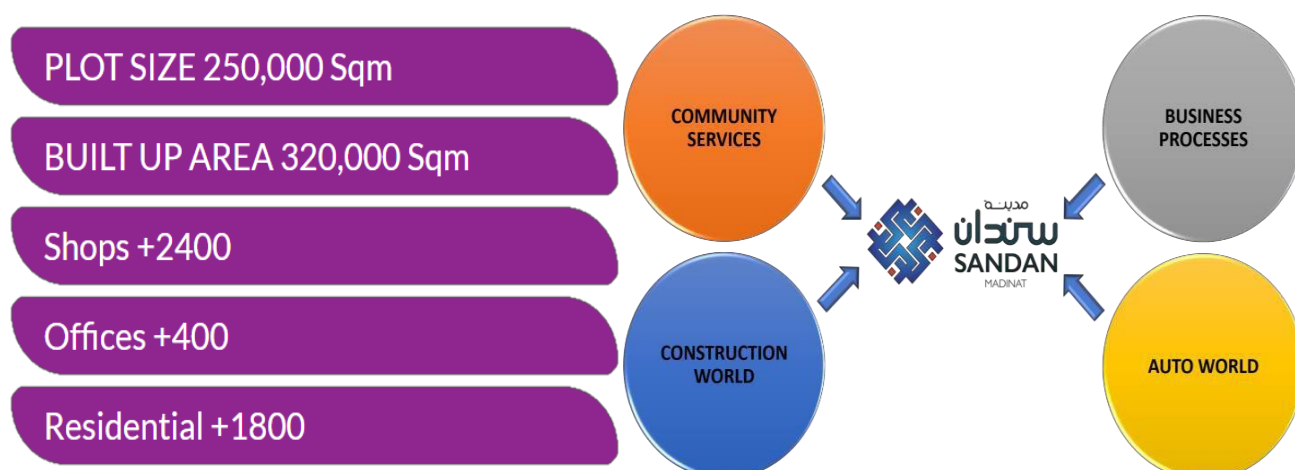 PLOT SIZE 250,000 Sqm
BUILT UP AREA 320,000 Sqm
Shops +2400
Offices +400
Residential +1800
COMMUNITY
SERVICES
BUSINESS
PROCESSES
مدينة
سندان
SANDAN
MADINAT
CONSTRUCTION
WORLD
AUTO WORLD